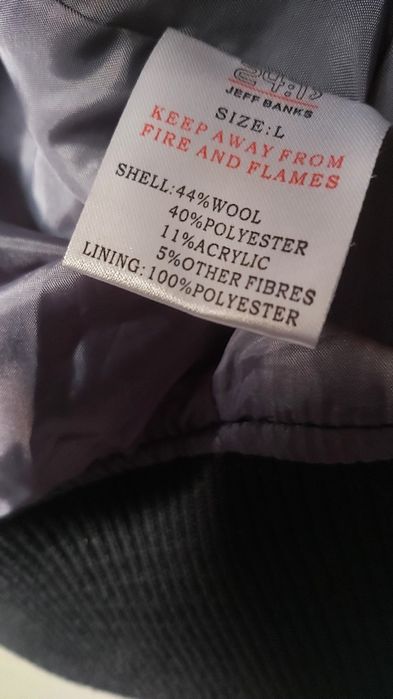 JEFF BANKS
SIZE:L
KEEP AWAY FROM
FIRE AND FLAMES
SHELL:44%WOOL
40%POLYESTER
11%ACRYLIC
5%OTHER FIBRES
LINING:100%POLYESTER